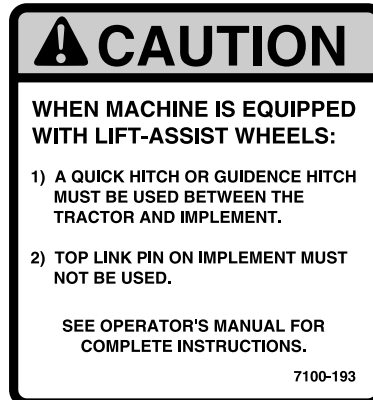 CAUTION
WHEN MACHINE IS EQUIPPED
WITH LIFT-ASSIST WHEELS:
1) A QUICK HITCH OR GUIDENCE HITCH
MUST BE USED BETWEEN THE
TRACTOR AND IMPLEMENT.
2) TOP LINK PIN ON IMPLEMENT MUST
NOT BE USED.
SEE OPERATOR'S MANUAL FOR
COMPLETE INSTRUCTIONS.
7100-193